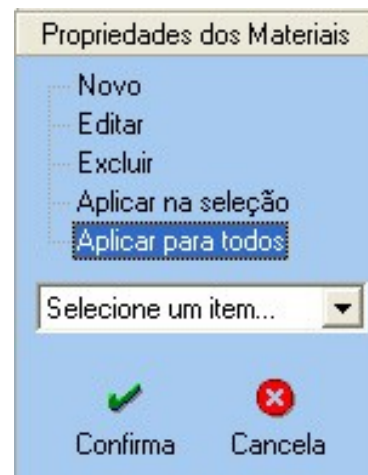 Propriedades dos Materiais
Novo
Editar
Excluir
Aplicar na seleção
Aplicar para todos
Selecione um item...
Confirma Cancela